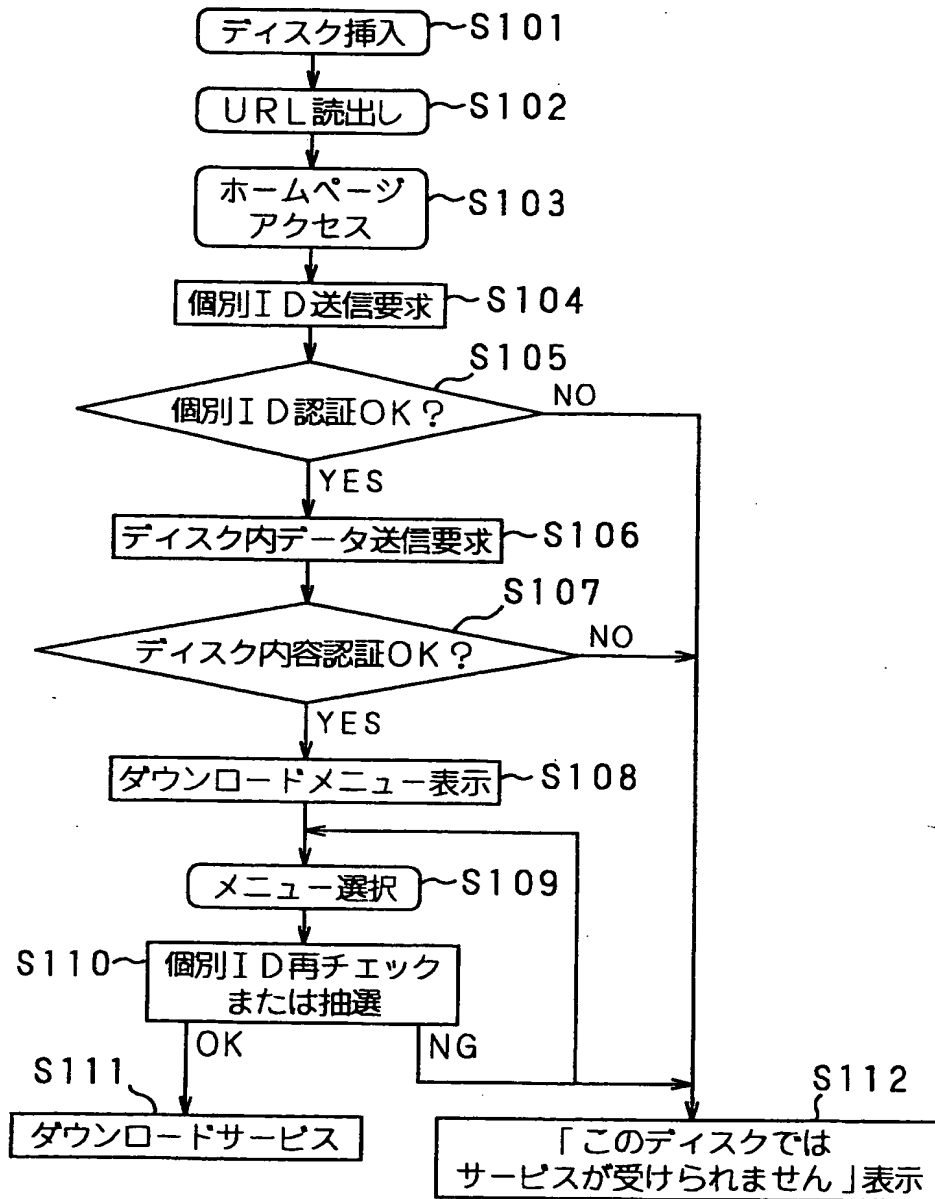 ディスク挿入
S101
URL読出し
S102
ホームページ
アクセス
S103
個別ID送信要求
S104
S105
個別ID認証OK?
NO
YES
ディスク内データ送信要求
S106
S107
ディスク内容認証OK?
NO
YES
ダウンロードメニュー表示
S108
メニュー選択
S109
S110
個別ID再チェック
または抽選
OK
NG
S111
ダウンロードサービス
S112
「このディスクでは
サービスが受けられません」表示